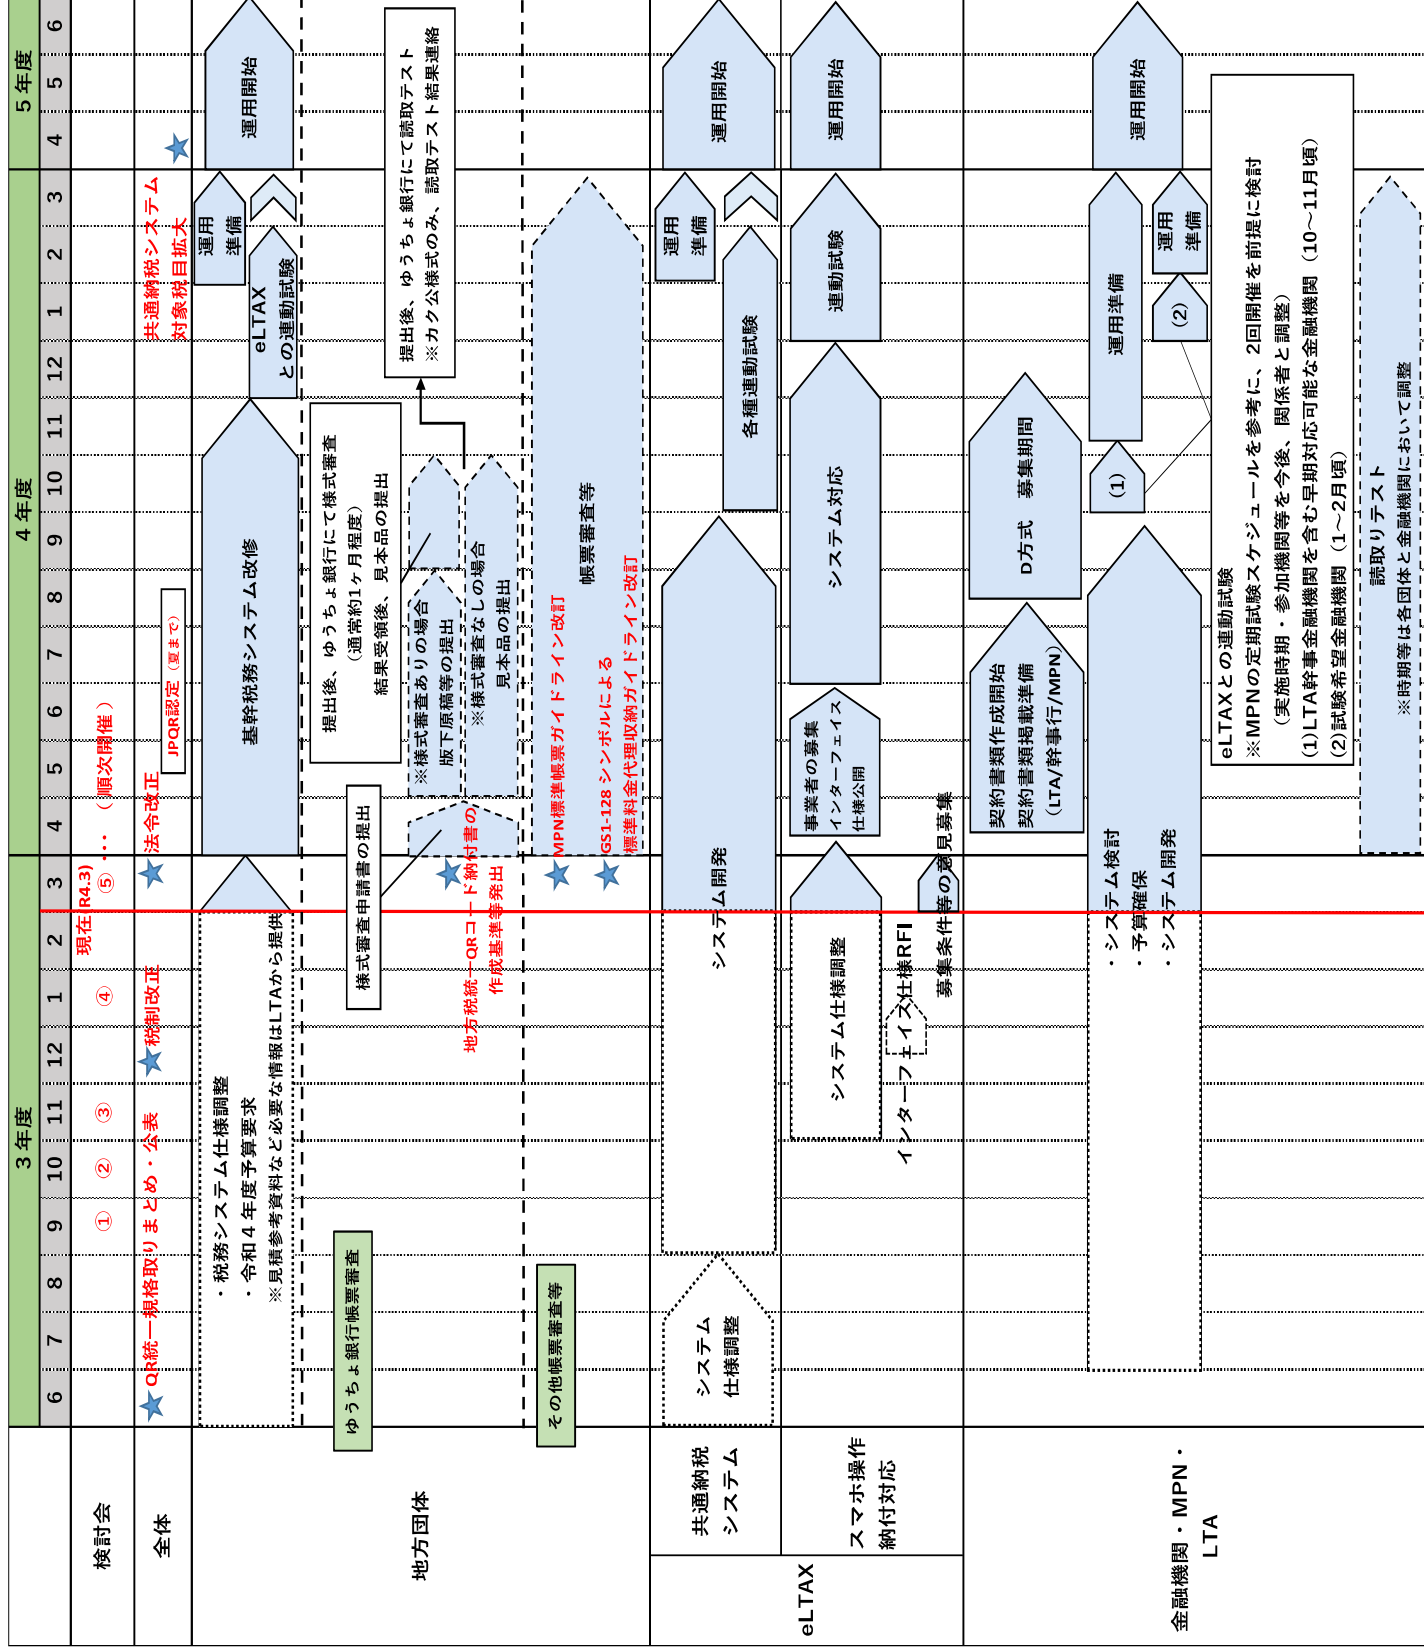 3年度
4年度
5年度
6 7 8 9 10 11 12 1 2 3 4 5 6 7 8 9 10 11 12 1 2 3 4 5 6
検討会
① ② ③ ④
現在(R4.3)
⑤ ・・・（順次開催）
全体
QR統一規格取りまとめ・公表
税制改正
法令改正
JPQR認定（夏まで）
共通納税システム
対象税目拡大
地方団体
・税務システム仕様調整
・令和４年度予算要求
※見積参考資料など必要な情報はLTAから提供
基幹税務システム改修
eLTAX
との連動試験
運用
準備
運用開始
ゆうちょ銀行帳票審査
様式審査申請書の提出
提出後、ゆうちょ銀行にて様式審査
（通常約1ヶ月程度）
結果受領後、見本品の提出
提出後、ゆうちょ銀行にて読取テスト
※カク公様式のみ、読取テスト結果連絡
※様式審査ありの場合
版下原稿等の提出
※様式審査なしの場合
見本品の提出
地方税統一QRコード納付書の
作成基準等発出
その他帳票審査等
MPN標準帳票ガイドライン改訂
帳票審査等
GS1-128 シンボルによる
標準料金代理収納ガイドライン改訂
eLTAX
共通納税
システム
システム
仕様調整
システム開発
各種連動試験
運用
準備
運用開始
スマホ操作
納付対応
システム仕様調整
事業者の募集
インターフェイス
仕様公開
システム対応
連動試験
運用開始
インターフェイス仕様RFI
募集条件等の意見募集
金融機関・MPN・
LTA
契約書類作成開始
契約書類掲載準備
（LTA/幹事行/MPN）
D方式　募集期間
・システム検討
・予算確保
・システム開発
(1)
運用準備
(2)
運用
準備
運用開始
eLTAXとの連動試験
※MPNの定期試験スケジュールを参考に、2回開催を前提に検討
（実施時期・参加機関等を今後、関係者と調整）
(1)LTA幹事金融機関を含む早期対応可能な金融機関（10～11月頃）
(2)試験希望金融機関（1～2月頃）
読取りテスト
※時期等は各団体と金融機関において調整